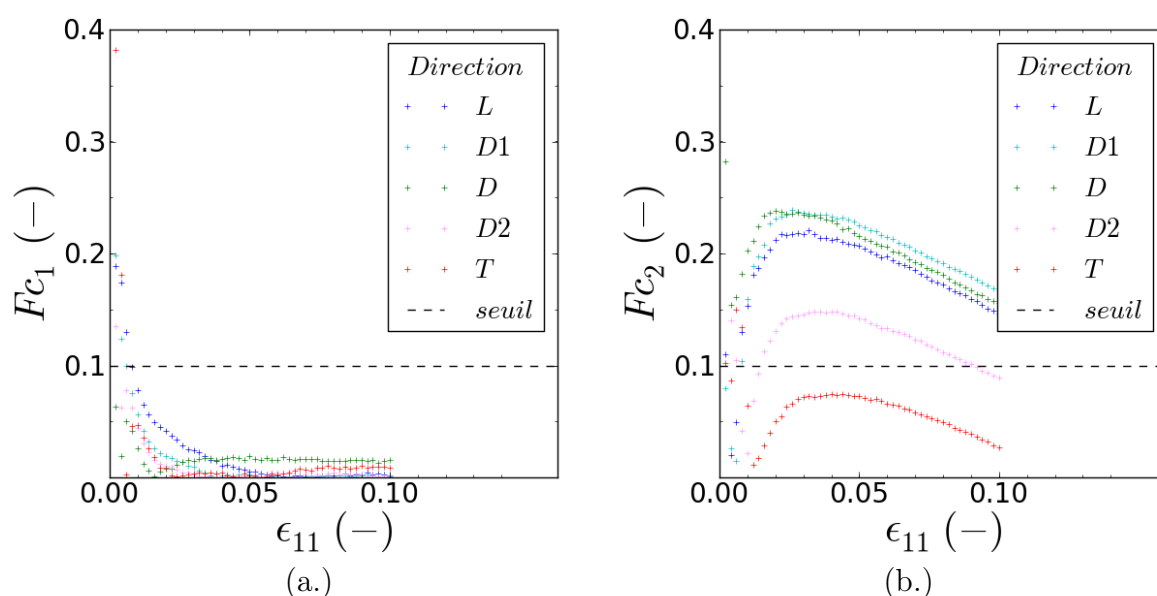 0.4
0.3
0.2
0.1
Fc₁ (−)
0.00
0.05
0.10
ϵ₁₁ (−)
Direction
L
D1
D
D2
T
seuil
(a.)
0.4
0.3
0.2
0.1
Fc₂ (−)
0.00
0.05
0.10
ϵ₁₁ (−)
Direction
L
D1
D
D2
T
seuil
(b.)